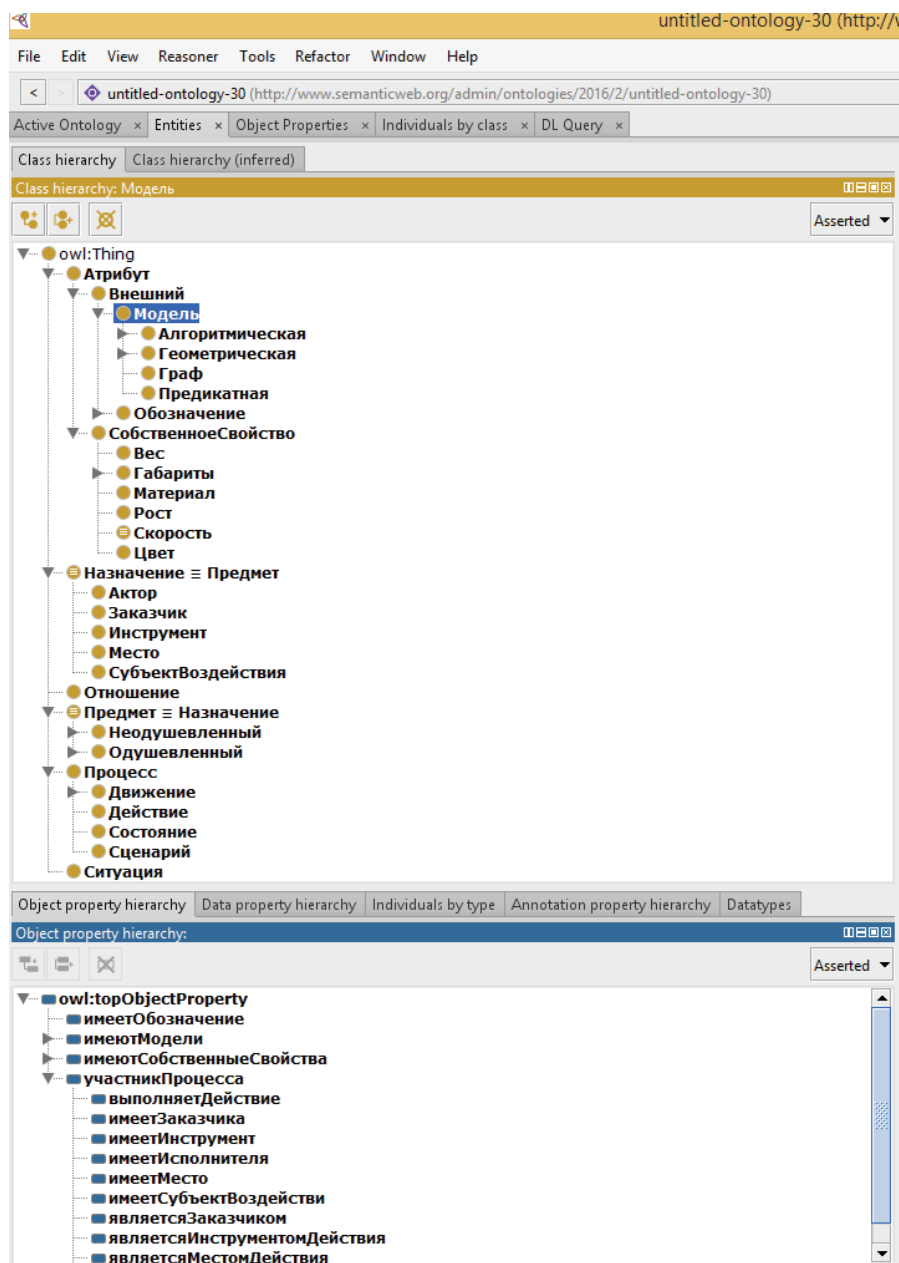 untitled-ontology-30 (http://w
File Edit View Reasoner Tools Refactor Window Help
< > untitled-ontology-30 (http://www.semanticweb.org/admin/ontologies/2016/2/untitled-ontology-30)
Active Ontology × Entities × Object Properties × Individuals by class × DL Query ×
Class hierarchy Class hierarchy (inferred)
Class hierarchy: Модель
Asserted
owl:Thing
Атрибут
Внешний
Модель
Алгоритмическая
Геометрическая
Граф
Предикатная
Обозначение
СобственноеСвойство
Вес
Габариты
Материал
Рост
Скорость
Цвет
Назначение ≡ Предмет
Актор
Заказчик
Инструмент
Место
СубъектВоздействия
Отношение
Предмет ≡ Назначение
Неодушевленный
Одушевленный
Процесс
Движение
Действие
Состояние
Сценарий
Ситуация
Object property hierarchy Data property hierarchy Individuals by type Annotation property hierarchy Datatypes
Object property hierarchy:
Asserted
owl:topObjectProperty
имеетОбозначение
имеютМодели
имеютСобственныеСвойства
участникПроцесса
выполняетДействие
имеетЗаказчика
имеетИнструмент
имеетИсполнителя
имеетМесто
имеетСубъектВоздействи
являетсяЗаказчиком
являетсяИнструментомДействия
являетсяМестомДействия